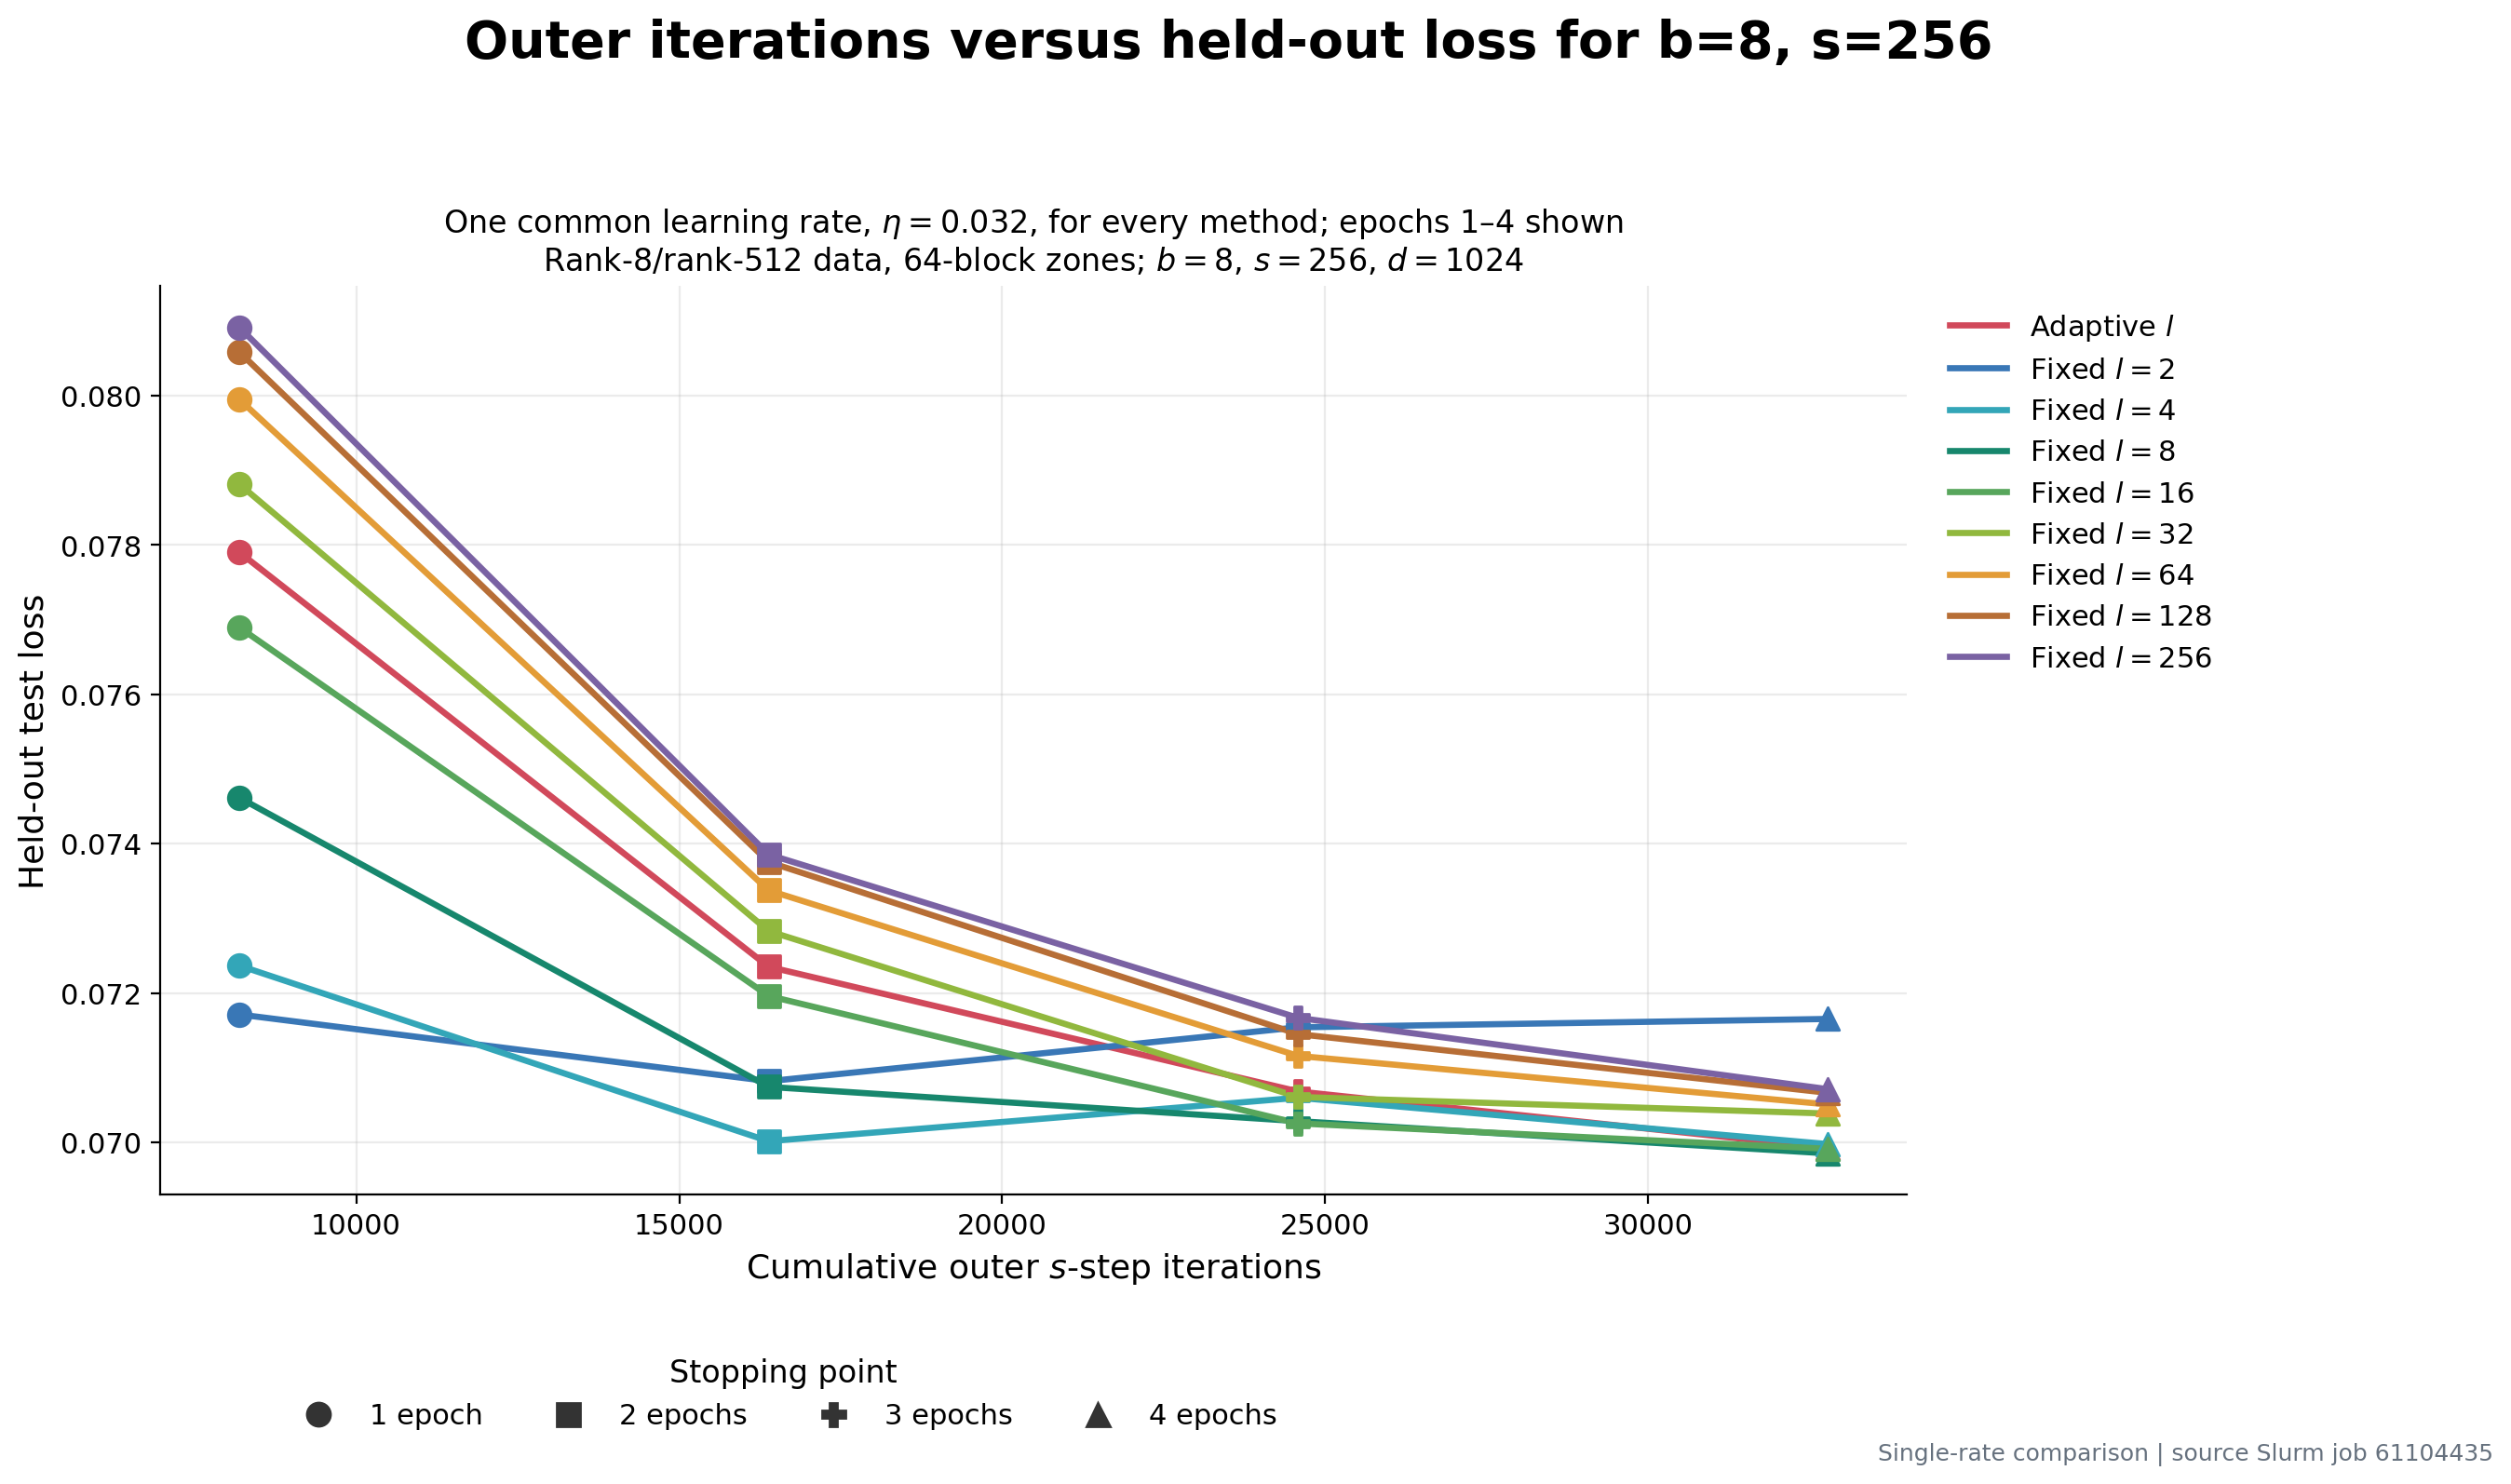 Outer iterations versus held-out loss for b=8, s=256
One common learning rate, η = 0.032, for every method; epochs 1–4 shown
Rank-8/rank-512 data, 64-block zones; b = 8, s = 256, d = 1024
Held-out test loss
0.080
0.078
0.076
0.074
0.072
0.070
10000
15000
20000
25000
30000
Cumulative outer s-step iterations
Adaptive l
Fixed l = 2
Fixed l = 4
Fixed l = 8
Fixed l = 16
Fixed l = 32
Fixed l = 64
Fixed l = 128
Fixed l = 256
Stopping point
1 epoch
2 epochs
3 epochs
4 epochs
Single-rate comparison | source Slurm job 61104435